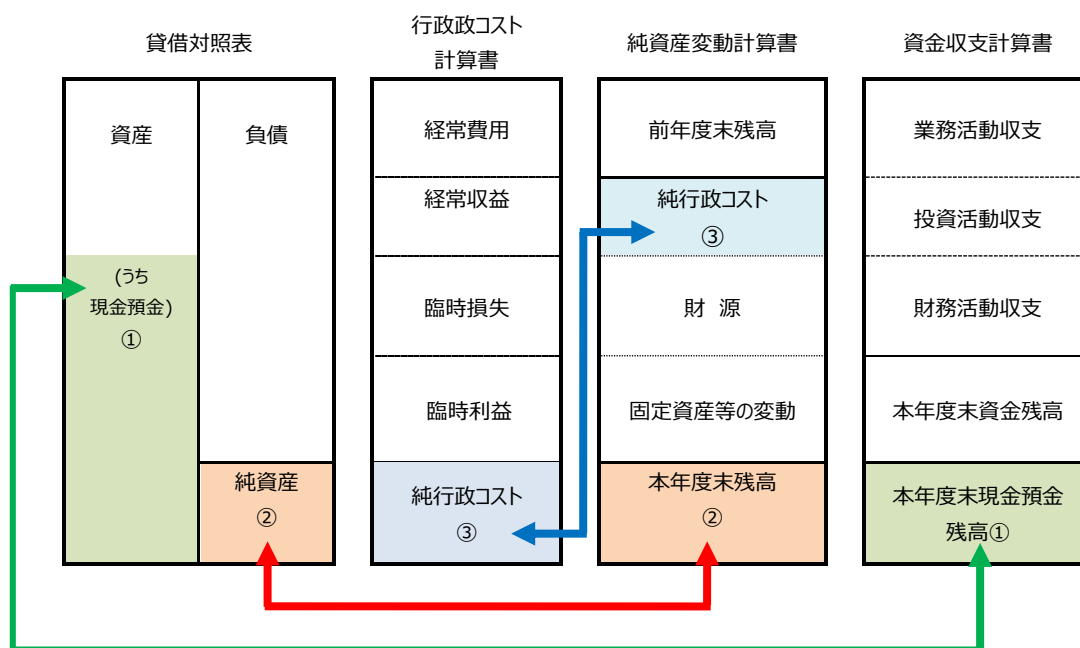 貸借対照表
資産
負債
(うち
現金預金)
①
純資産
②
行政政コスト
計算書
経常費用
経常収益
臨時損失
臨時利益
純行政コスト
③
純資産変動計算書
前年度末残高
純行政コスト
③
財 源
固定資産等の変動
本年度末残高
②
資金収支計算書
業務活動収支
投資活動収支
財務活動収支
本年度末資金残高
本年度末現金預金
残高①